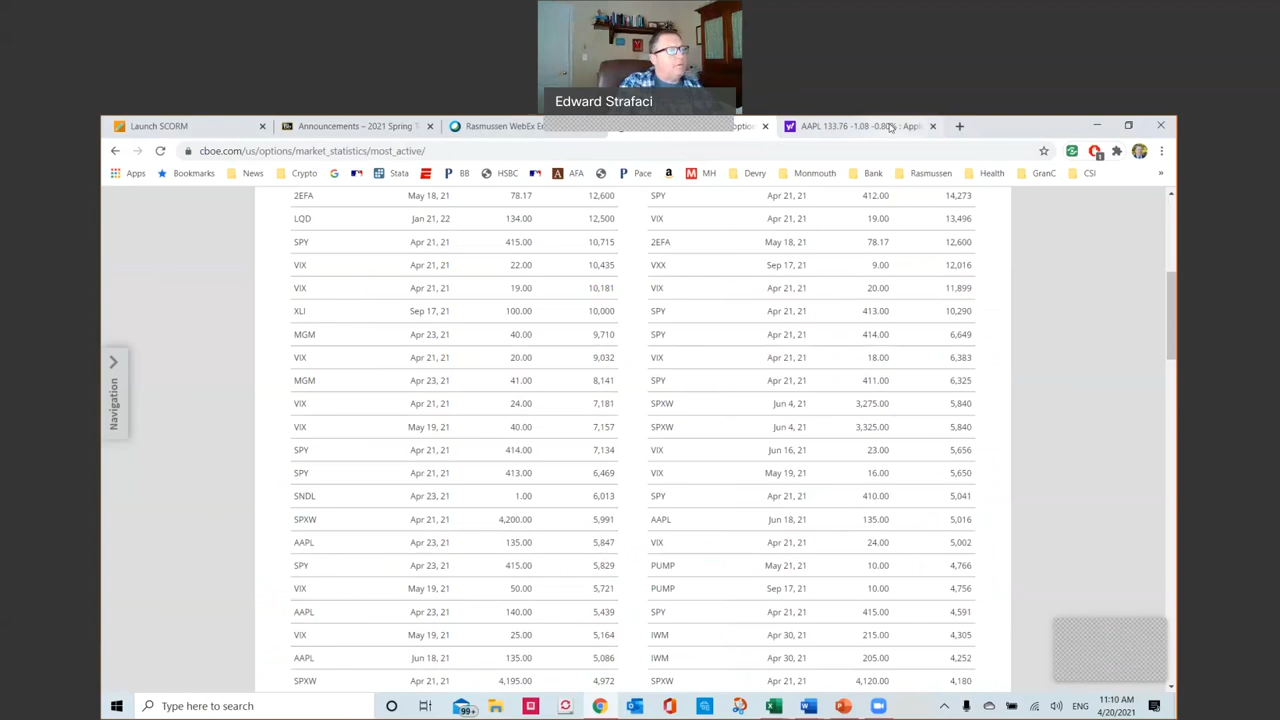 Edward Strafaci
Launch SCORM
Announcements – 2021 Spring T
Rasmussen WebEx En
option
AAPL 133.76 -1.08 -0.80% : Appl
cboe.com/us/options/market_statistics/most_active/
Apps Bookmarks News Crypto Stata BB HSBC AFA Pace MH Devry Monmouth Bank Rasmussen Health GranC CSI »
2EFA May 18, 21 78.17 12,600 SPY Apr 21, 21 412.00 14,273
LQD Jan 21, 22 134.00 12,500 VIX Apr 21, 21 19.00 13,496
SPY Apr 21, 21 415.00 10,715 2EFA May 18, 21 78.17 12,600
VIX Apr 21, 21 22.00 10,435 VXX Sep 17, 21 9.00 12,016
VIX Apr 21, 21 19.00 10,181 VIX Apr 21, 21 20.00 11,899
XLI Sep 17, 21 100.00 10,000 SPY Apr 21, 21 413.00 10,290
MGM Apr 23, 21 40.00 9,710 SPY Apr 21, 21 414.00 6,649
VIX Apr 21, 21 20.00 9,032 VIX Apr 21, 21 18.00 6,383
MGM Apr 23, 21 41.00 8,141 SPY Apr 21, 21 411.00 6,325
VIX Apr 21, 21 24.00 7,181 SPXW Jun 4, 21 3,275.00 5,840
VIX May 19, 21 40.00 7,157 SPXW Jun 4, 21 3,325.00 5,840
SPY Apr 21, 21 414.00 7,134 VIX Jun 16, 21 23.00 5,656
SPY Apr 21, 21 413.00 6,469 VIX May 19, 21 16.00 5,650
SNDL Apr 23, 21 1.00 6,013 SPY Apr 21, 21 410.00 5,041
SPXW Apr 21, 21 4,200.00 5,991 AAPL Jun 18, 21 135.00 5,016
AAPL Apr 23, 21 135.00 5,847 VIX Apr 21, 21 24.00 5,002
SPY Apr 21, 21 415.00 5,829 PUMP May 21, 21 10.00 4,766
VIX May 19, 21 50.00 5,721 PUMP Sep 17, 21 10.00 4,756
AAPL Apr 23, 21 140.00 5,439 SPY Apr 21, 21 415.00 4,591
VIX May 19, 21 25.00 5,164 IWM Apr 30, 21 215.00 4,305
AAPL Jun 18, 21 135.00 5,086 IWM Apr 30, 21 205.00 4,252
SPXW Apr 21, 21 4,195.00 4,972 SPXW Apr 21, 21 4,120.00 4,180
Navigation
Type here to search
99+
ENG
11:10 AM
4/20/2021